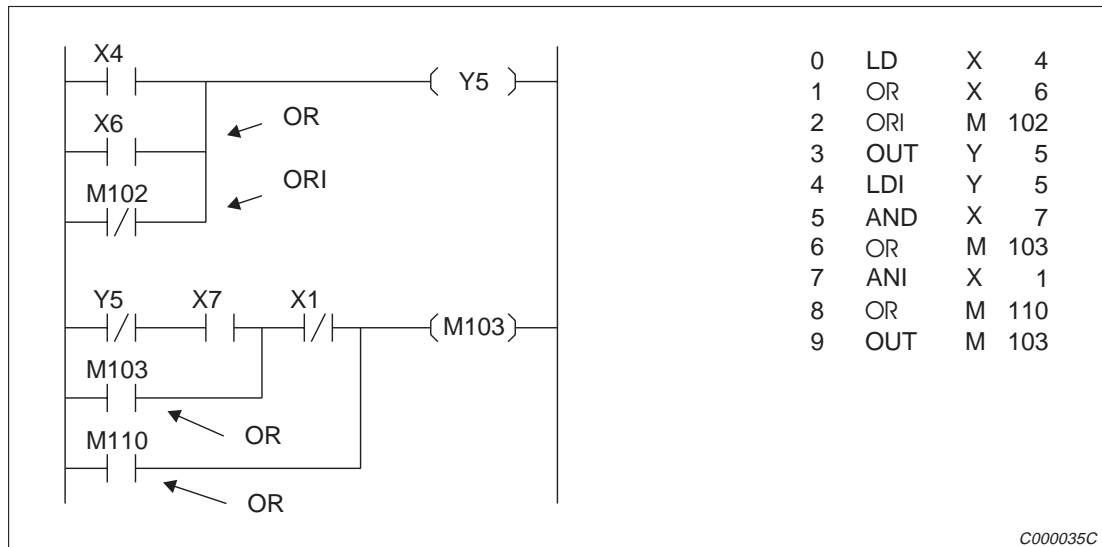 X4
Y5
X6
OR
M102
ORI
Y5 X7 X1
M103
M103
OR
M110
OR
0 LD X 4
1 OR X 6
2 ORI M 102
3 OUT Y 5
4 LDI Y 5
5 AND X 7
6 OR M 103
7 ANI X 1
8 OR M 110
9 OUT M 103
C000035C